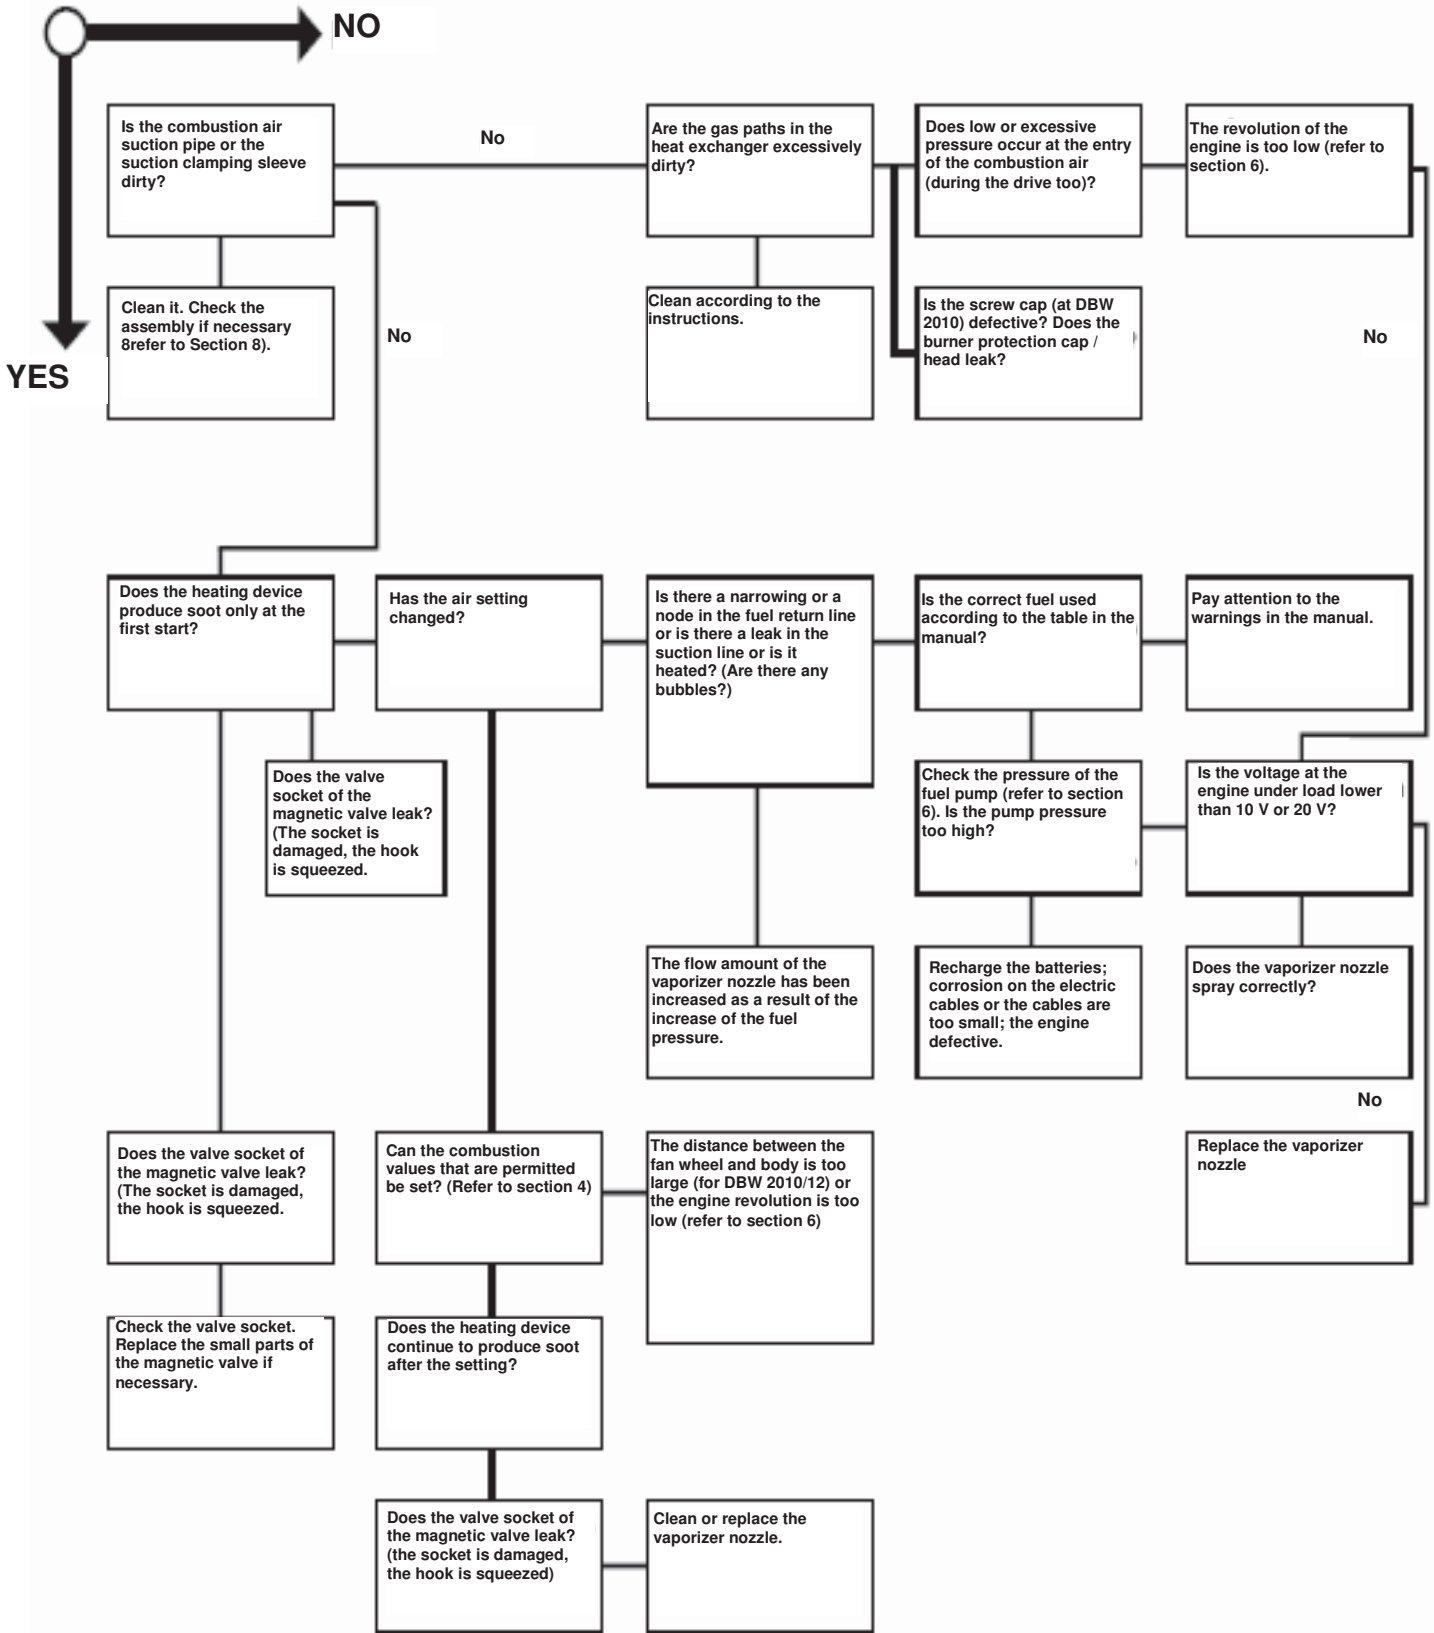 NO
YES
Is the combustion air
suction pipe or the
suction clamping sleeve
dirty?
No
Are the gas paths in the
heat exchanger excessively
dirty?
Does low or excessive
pressure occur at the entry
of the combustion air
(during the drive too)?
The revolution of the
engine is too low (refer to
section 6).
Clean it. Check the
assembly if necessary
8refer to Section 8).
No
Clean according to the
instructions.
Is the screw cap (at DBW
2010) defective? Does the
burner protection cap /
head leak?
No
Does the heating device
produce soot only at the
first start?
Has the air setting
changed?
Is there a narrowing or a
node in the fuel return line
or is there a leak in the
suction line or is it
heated? (Are there any
bubbles?)
Is the correct fuel used
according to the table in the
manual?
Pay attention to the
warnings in the manual.
Does the valve
socket of the
magnetic valve leak?
(The socket is
damaged, the hook
is squeezed.
Check the pressure of the
fuel pump (refer to section
6). Is the pump pressure
too high?
Is the voltage at the
engine under load lower
than 10 V or 20 V?
The flow amount of the
vaporizer nozzle has been
increased as a result of the
increase of the fuel
pressure.
Recharge the batteries;
corrosion on the electric
cables or the cables are
too small; the engine
defective.
Does the vaporizer nozzle
spray correctly?
No
Does the valve socket of
the magnetic valve leak?
(The socket is damaged,
the hook is squeezed.
Can the combustion
values that are permitted
be set? (Refer to section 4)
The distance between the
fan wheel and body is too
large (for DBW 2010/12) or
the engine revolution is too
low (refer to section 6)
Replace the vaporizer
nozzle
Check the valve socket.
Replace the small parts of
the magnetic valve if
necessary.
Does the heating device
continue to produce soot
after the setting?
Does the valve socket of
the magnetic valve leak?
(the socket is damaged,
the hook is squeezed)
Clean or replace the
vaporizer nozzle.